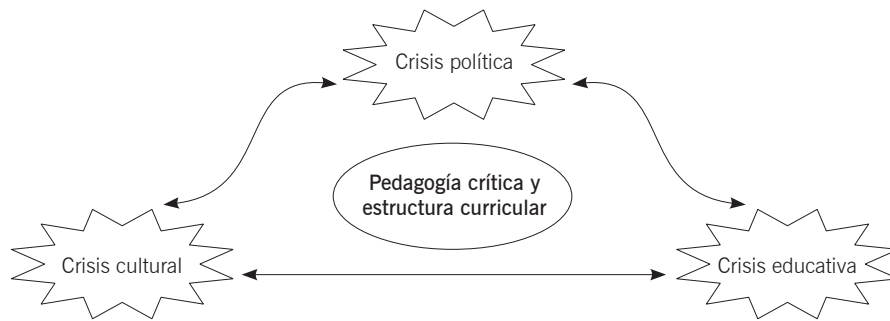 Crisis política
Pedagogía crítica y
estructura curricular
Crisis cultural
Crisis educativa